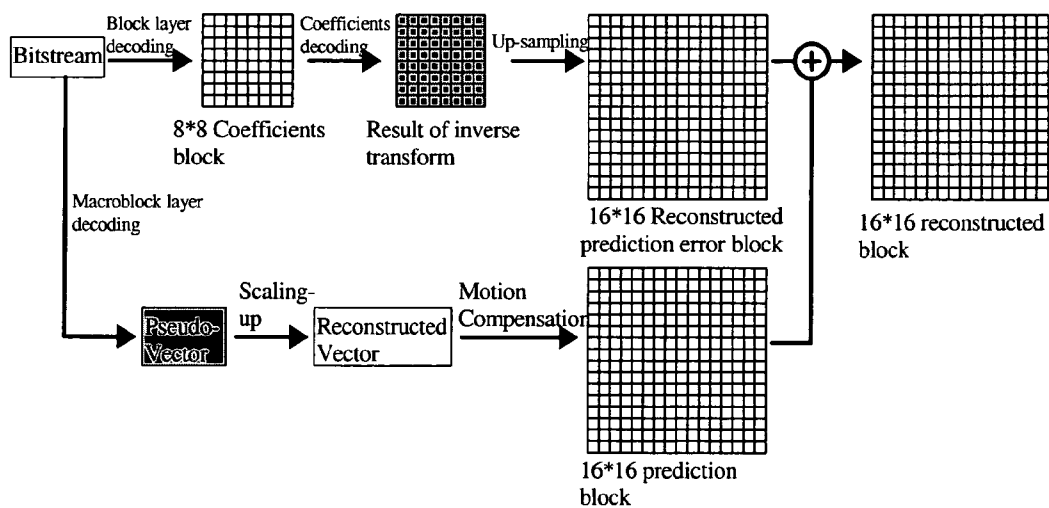 Bitstream
Block layer
decoding
8*8 Coefficients
block
Coefficients
decoding
Result of inverse
transform
Up-sampling
16*16 Reconstructed
prediction error block
16*16 reconstructed
block
Macroblock layer
decoding
Pseudo-
Vector
Scaling-
up
Reconstructed
Vector
Motion
Compensation
16*16 prediction
block